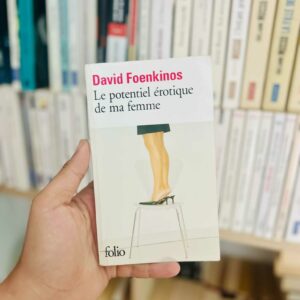 David Foenkinos
Le potentiel érotique
de ma femme
folio